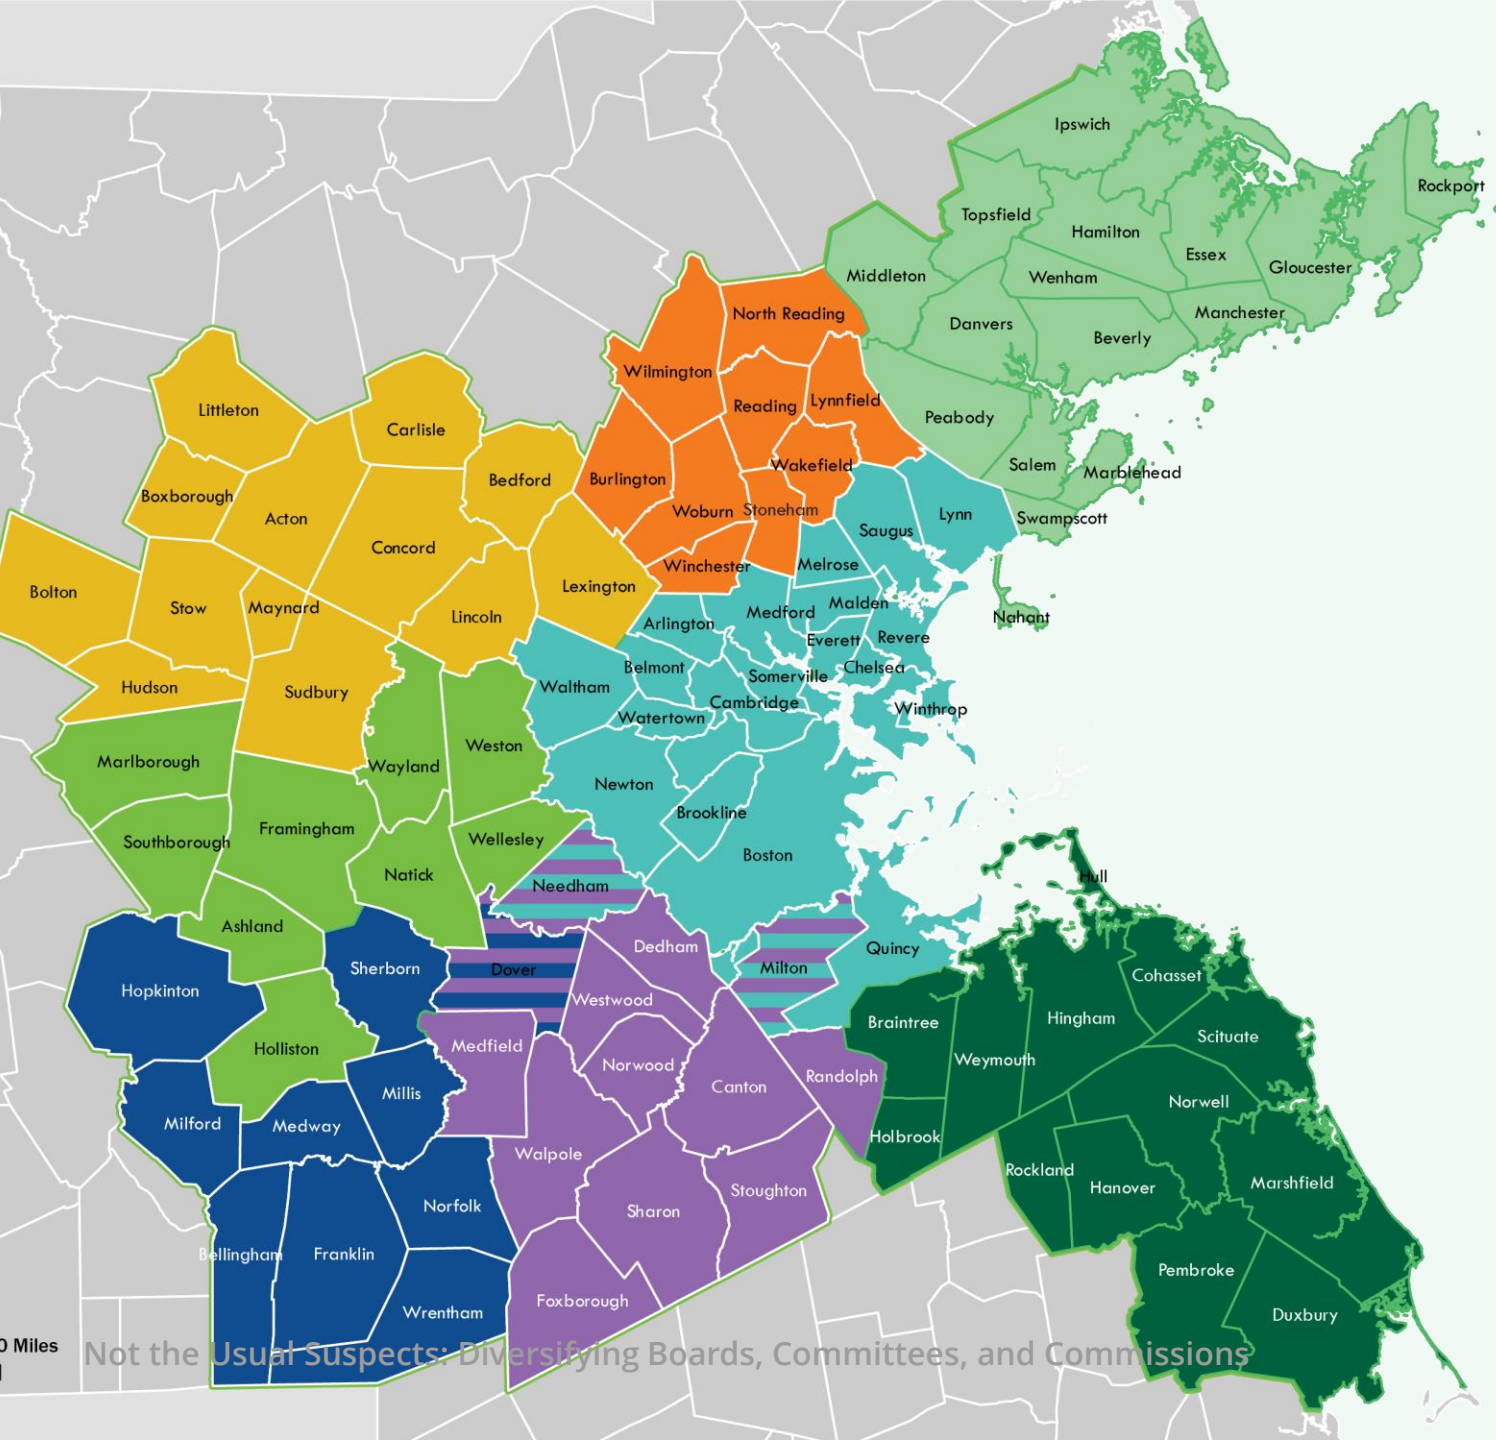 Ipswich
Rockport
Topsfield
Hamilton
Essex
Gloucester
Middleton
Wenham
Manchester
North Reading
Danvers
Beverly
Wilmington
Reading
Lynnfield
Peabody
Littleton
Carlisle
Wakefield
Salem
Marblehead
Bedford
Burlington
Boxborough
Acton
Woburn
Stoneham
Lynn
Swampscott
Saugus
Concord
Winchester
Melrose
Bolton
Stow
Maynard
Lexington
Lincoln
Medford
Malden
Nahant
Arlington
Everett
Revere
Hudson
Sudbury
Waltham
Belmont
Somerville
Chelsea
Cambridge
Winthrop
Watertown
Marlborough
Wayland
Weston
Newton
Brookline
Southborough
Framingham
Wellesley
Boston
Natick
Needham
Hull
Ashland
Dedham
Quincy
Sherborn
Dover
Milton
Cohasset
Hopkinton
Westwood
Braintree
Hingham
Scituate
Holliston
Medfield
Norwood
Weymouth
Canton
Randolph
Millis
Norwell
Milford
Medway
Holbrook
Walpole
Rockland
Hanover
Marshfield
Stoughton
Norfolk
Sharon
Bellingham
Franklin
Pembroke
Foxborough
Wrentham
Duxbury
0 Miles
Not the Usual Suspects: Diversifying Boards, Committees, and Commissions